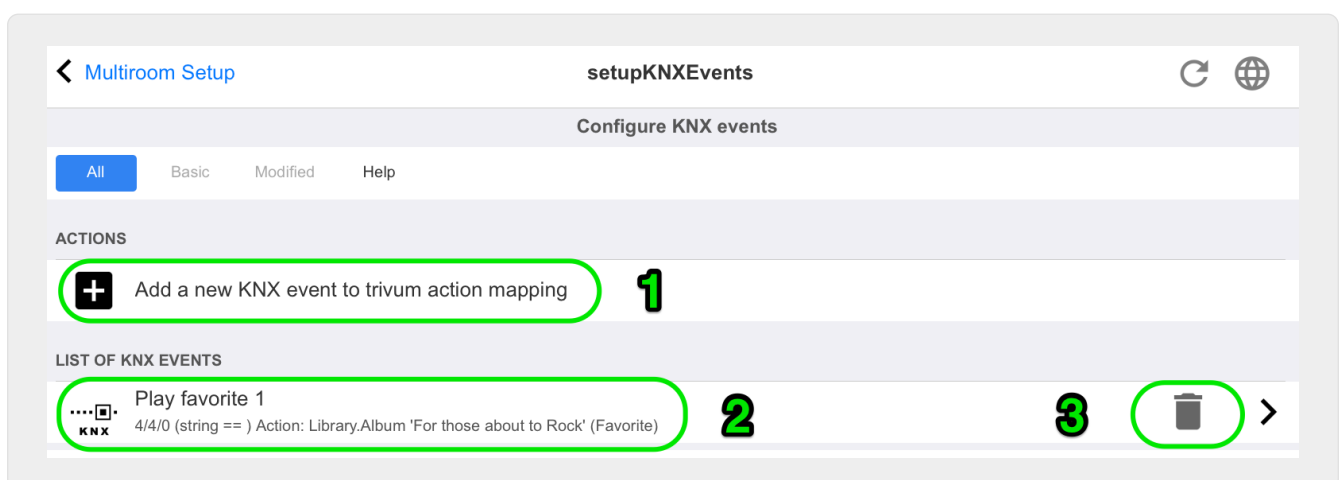 Multiroom Setup setupKNXEvents
Configure KNX events
All Basic Modified Help
ACTIONS
Add a new KNX event to trivum action mapping 1
LIST OF KNX EVENTS
Play favorite 1
KNX 4/4/0 (string == ) Action: Library.Album 'For those about to Rock' (Favorite) 2 3